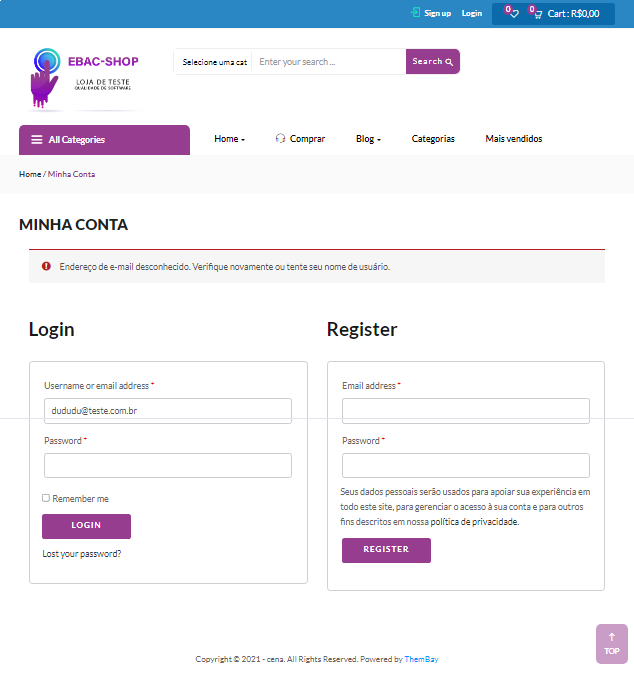 Sign up Login 0 0 Cart : R$0,00
EBAC-SHOP
LOJA DE TESTE
QUALIDADE DE SOFTWARE
Selecione uma cat Enter your search ... Search
All Categories Home Comprar Blog Categorias Mais vendidos
Home / Minha Conta
MINHA CONTA
Endereço de e-mail desconhecido. Verifique novamente ou tente seu nome de usuário.
Login
Username or email address *
dududu@teste.com.br
Password *
Remember me
LOGIN
Lost your password?
Register
Email address *
Password *
Seus dados pessoais serão usados para apoiar sua experiência em
todo este site, para gerenciar o acesso à sua conta e para outros
fins descritos em nossa política de privacidade.
REGISTER
TOP
Copyright © 2021 - cena. All Rights Reserved. Powered by ThemBay